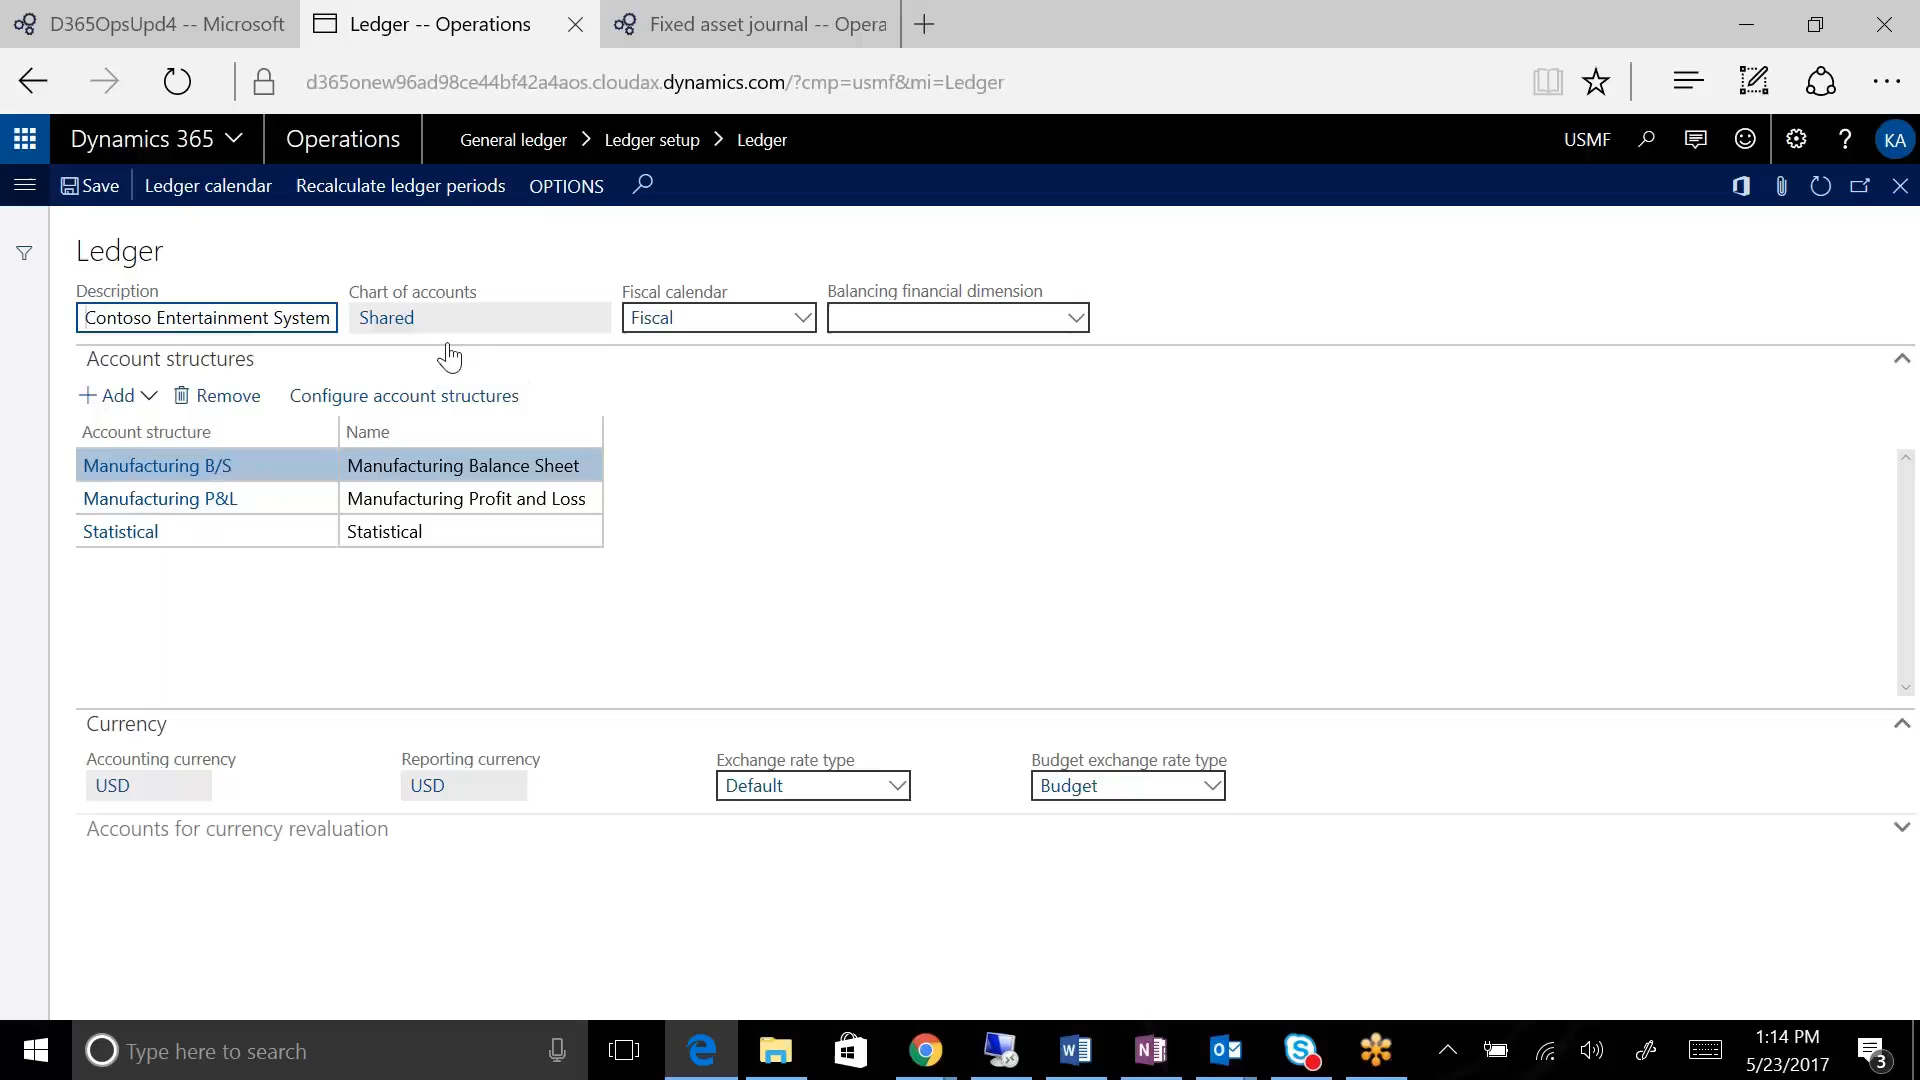 D365OpsUpd4 -- Microsoft
Ledger -- Operations
Fixed asset journal -- Opera
d365onew96ad98ce44bf42a4aos.cloudax.dynamics.com/?cmp=usmf&mi=Ledger
Dynamics 365
Operations
General ledger > Ledger setup > Ledger
USMF
?
KA
Save
Ledger calendar
Recalculate ledger periods
OPTIONS
Ledger
Description
Chart of accounts
Fiscal calendar
Balancing financial dimension
Contoso Entertainment System
Shared
Fiscal
Account structures
+ Add
Remove
Configure account structures
Account structure
Name
Manufacturing B/S
Manufacturing Balance Sheet
Manufacturing P&L
Manufacturing Profit and Loss
Statistical
Statistical
Currency
Accounting currency
Reporting currency
Exchange rate type
Budget exchange rate type
USD
USD
Default
Budget
Accounts for currency revaluation
Type here to search
1:14 PM
5/23/2017
3